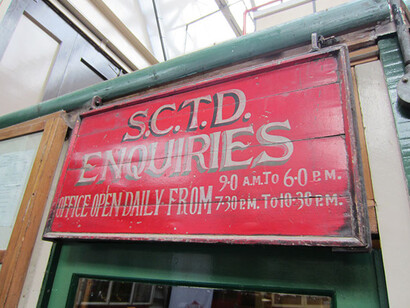 S.C.T.D.
ENQUIRIES
OFFICE OPEN DAILY FROM 9·0 A.M. TO 6·0 P.M.
7·30 P.M. TO 10·30 P.M.